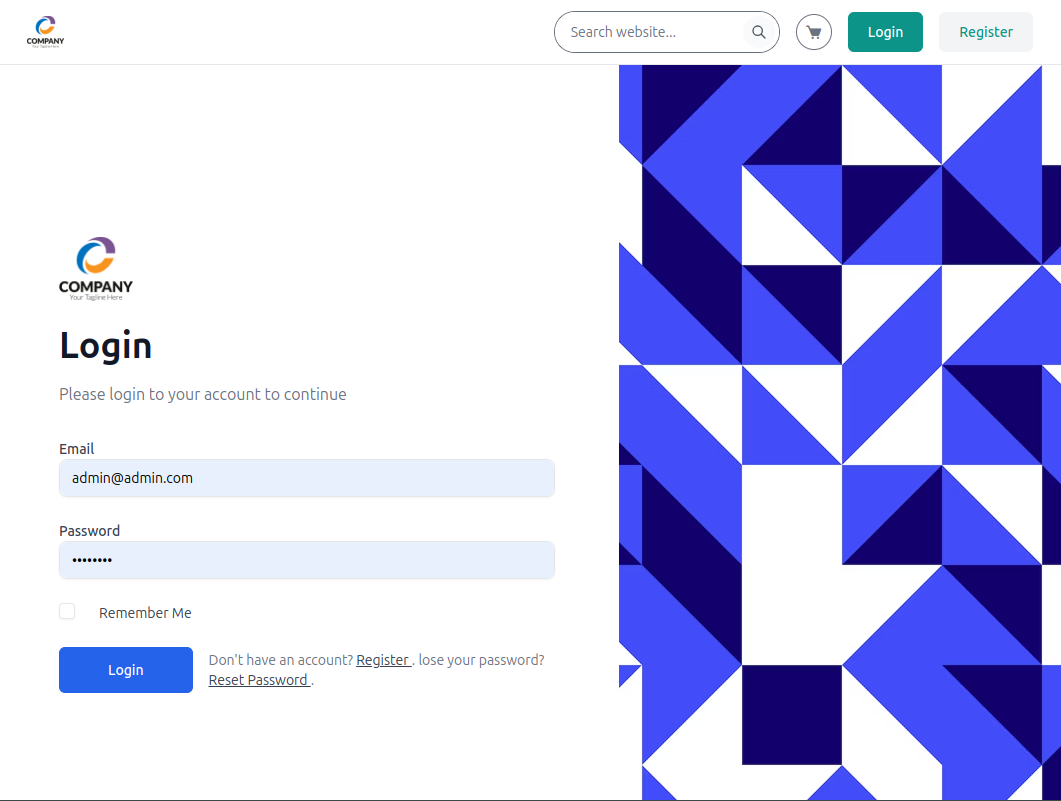 COMPANY
Your Tagline Here
Search website...
Login
Register
COMPANY
Your Tagline Here
Login
Please login to your account to continue
Email
admin@admin.com
Password
••••••••
Remember Me
Login
Don't have an account? Register . lose your password?
Reset Password .